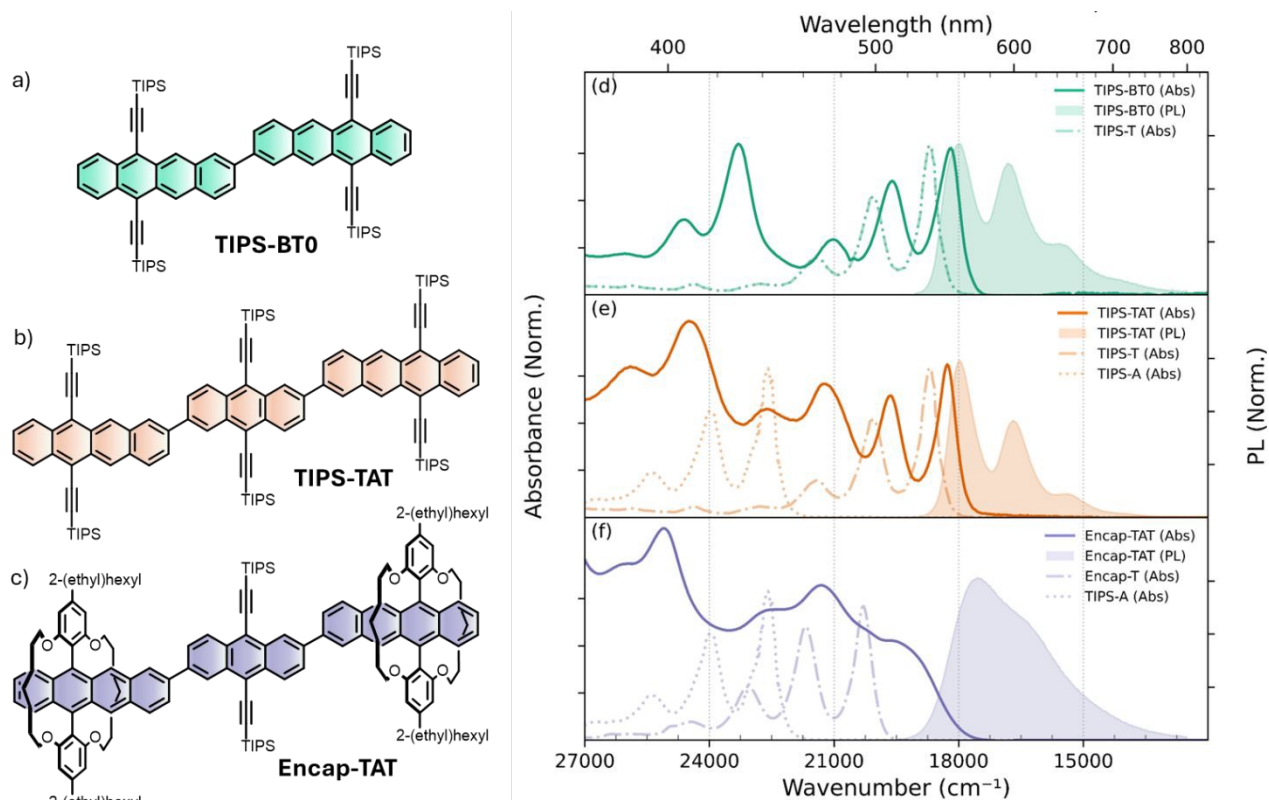 a)
TIPS
TIPS
TIPS
TIPS
TIPS-BT0
b)
TIPS
TIPS
TIPS
TIPS
TIPS
TIPS
TIPS-TAT
c)
2-(ethyl)hexyl
2-(ethyl)hexyl
TIPS
O
O
O
O
O
O
O
O
TIPS
2-(ethyl)hexyl
2-(ethyl)hexyl
Encap-TAT
Wavelength (nm)
400
500
600
700
800
(d)
TIPS-BT0 (Abs)
TIPS-BT0 (PL)
TIPS-T (Abs)
(e)
TIPS-TAT (Abs)
TIPS-TAT (PL)
TIPS-T (Abs)
TIPS-A (Abs)
(f)
Encap-TAT (Abs)
Encap-TAT (PL)
Encap-T (Abs)
TIPS-A (Abs)
Absorbance (Norm.)
PL (Norm.)
27000
24000
21000
18000
15000
Wavenumber (cm⁻¹)